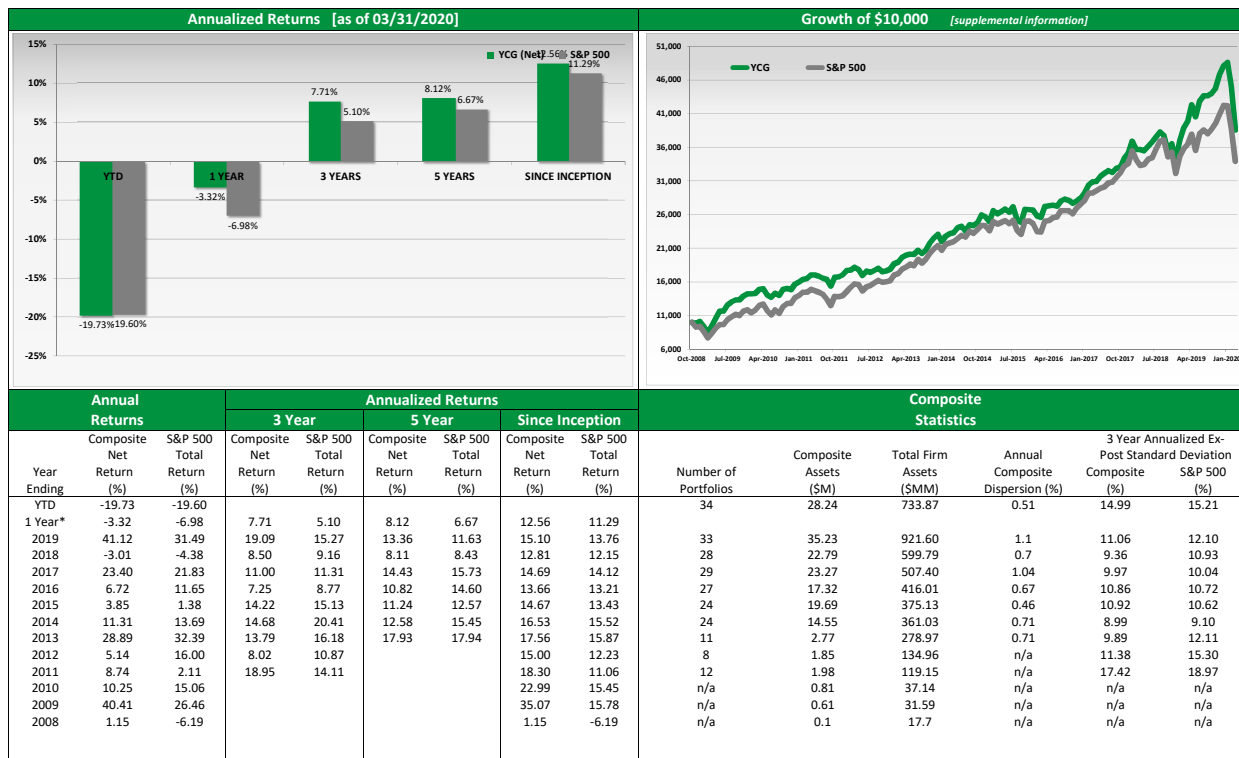 Annualized Returns [as of 03/31/2020]
15%
10%
5%
0%
-5%
-10%
-15%
-20%
-25%
YCG (Net)
S&P 500
-19.73%
-19.60%
YTD
-3.32%
-6.98%
1 YEAR
7.71%
5.10%
3 YEARS
8.12%
6.67%
5 YEARS
12.56%
11.29%
SINCE INCEPTION
Growth of $10,000 [supplemental information]
51,000
46,000
41,000
36,000
31,000
26,000
21,000
16,000
11,000
6,000
YCG
S&P 500
Oct-2008 Jul-2009 Apr-2010 Jan-2011 Oct-2011 Jul-2012 Apr-2013 Jan-2014 Oct-2014 Jul-2015 Apr-2016 Jan-2017 Oct-2017 Jul-2018 Apr-2019 Jan-2020
Annual Returns
Annualized Returns
3 Year 5 Year Since Inception
Composite Statistics
Year Ending
Composite Net Return (%)
S&P 500 Total Return (%)
Composite Net Return (%)
S&P 500 Total Return (%)
Composite Net Return (%)
S&P 500 Total Return (%)
Composite Net Return (%)
S&P 500 Total Return (%)
Number of Portfolios
Composite Assets ($M)
Total Firm Assets ($MM)
Annual Composite Dispersion (%)
3 Year Annualized Ex-Post Standard Deviation
Composite (%)
S&P 500 (%)
YTD -19.73 -19.60 34 28.24 733.87 0.51 14.99 15.21
1 Year* -3.32 -6.98 7.71 5.10 8.12 6.67 12.56 11.29
2019 41.12 31.49 19.09 15.27 13.36 11.63 15.10 13.76 33 35.23 921.60 1.1 11.06 12.10
2018 -3.01 -4.38 8.50 9.16 8.11 8.43 12.81 12.15 28 22.79 599.79 0.7 9.36 10.93
2017 23.40 21.83 11.00 11.31 14.43 15.73 14.69 14.12 29 23.27 507.40 1.04 9.97 10.04
2016 6.72 11.65 7.25 8.77 10.82 14.60 13.66 13.21 27 17.32 416.01 0.67 10.86 10.72
2015 3.85 1.38 14.22 15.13 11.24 12.57 14.67 13.43 24 19.69 375.13 0.46 10.92 10.62
2014 11.31 13.69 14.68 20.41 12.58 15.45 16.53 15.52 24 14.55 361.03 0.71 8.99 9.10
2013 28.89 32.39 13.79 16.18 17.93 17.94 17.56 15.87 11 2.77 278.97 0.71 9.89 12.11
2012 5.14 16.00 8.02 10.87 15.00 12.23 8 1.85 134.96 n/a 11.38 15.30
2011 8.74 2.11 18.95 14.11 18.30 11.06 12 1.98 119.15 n/a 17.42 18.97
2010 10.25 15.06 22.99 15.45 n/a 0.81 37.14 n/a n/a n/a
2009 40.41 26.46 35.07 15.78 n/a 0.61 31.59 n/a n/a n/a
2008 1.15 -6.19 1.15 -6.19 n/a 0.1 17.7 n/a n/a n/a